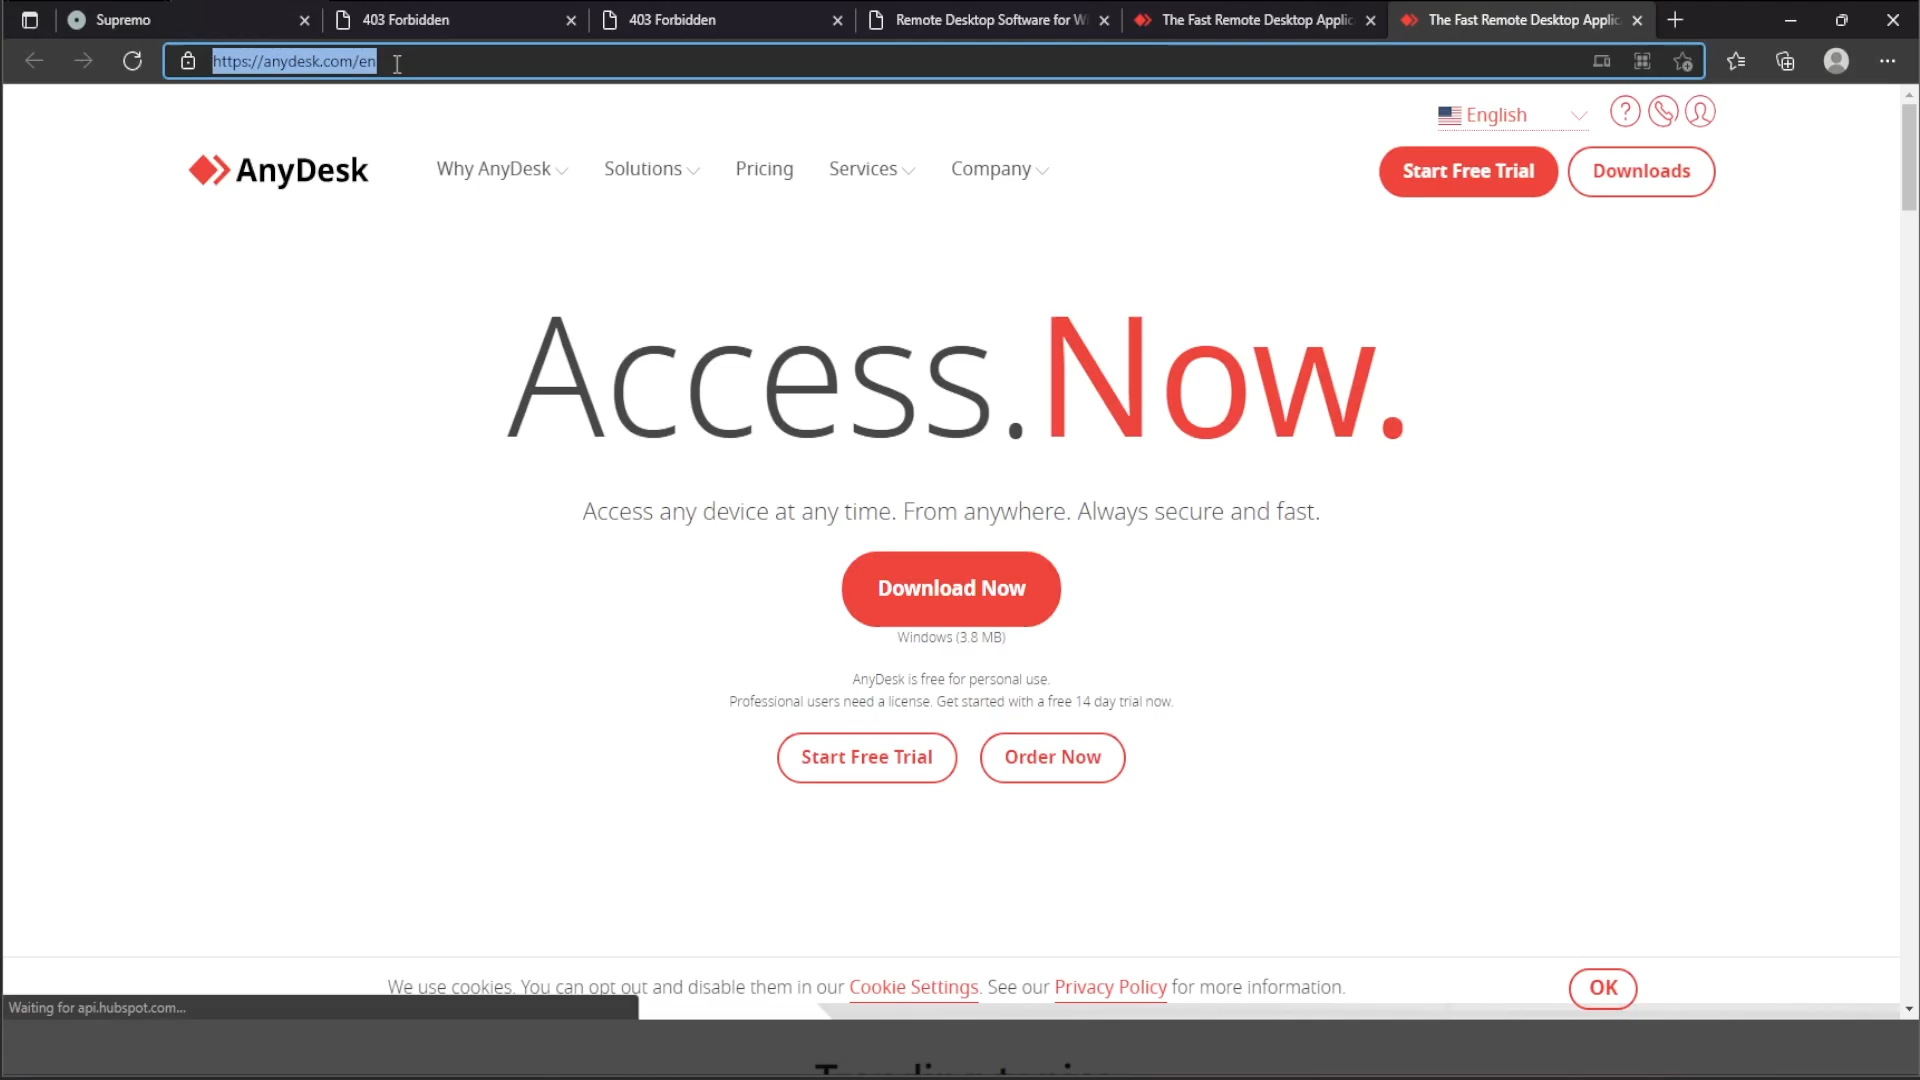 Supremo
403 Forbidden
403 Forbidden
Remote Desktop Software for Wi
The Fast Remote Desktop Applic
The Fast Remote Desktop Applic
https://anydesk.com/en
English
AnyDesk
Why AnyDesk
Solutions
Pricing
Services
Company
Start Free Trial
Downloads
Access.Now.
Access any device at any time. From anywhere. Always secure and fast.
Download Now
Windows (3.8 MB)
AnyDesk is free for personal use.
Professional users need a license. Get started with a free 14 day trial now.
Start Free Trial
Order Now
We use cookies. You can opt out and disable them in our Cookie Settings. See our Privacy Policy for more information.
OK
Waiting for api.hubspot.com...
Trending topics